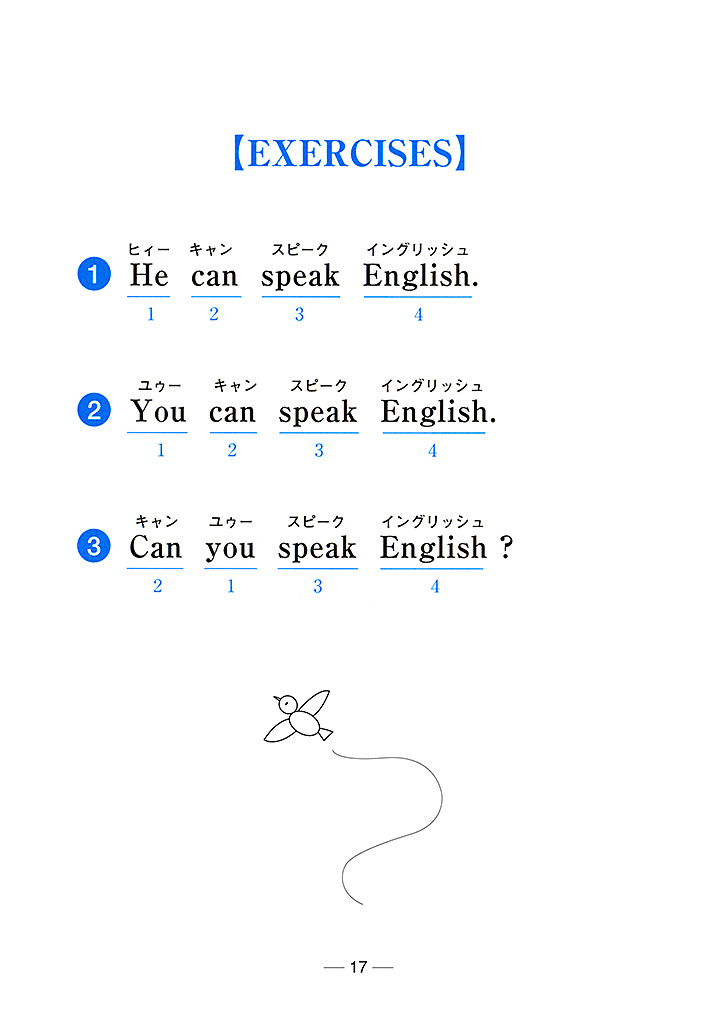 【EXERCISES】
ヒィー キャン スピーク イングリッシュ
1 He can speak English.
1 2 3 4
ユゥー キャン スピーク イングリッシュ
2 You can speak English.
1 2 3 4
キャン ユゥー スピーク イングリッシュ
3 Can you speak English ?
2 1 3 4
— 17 —